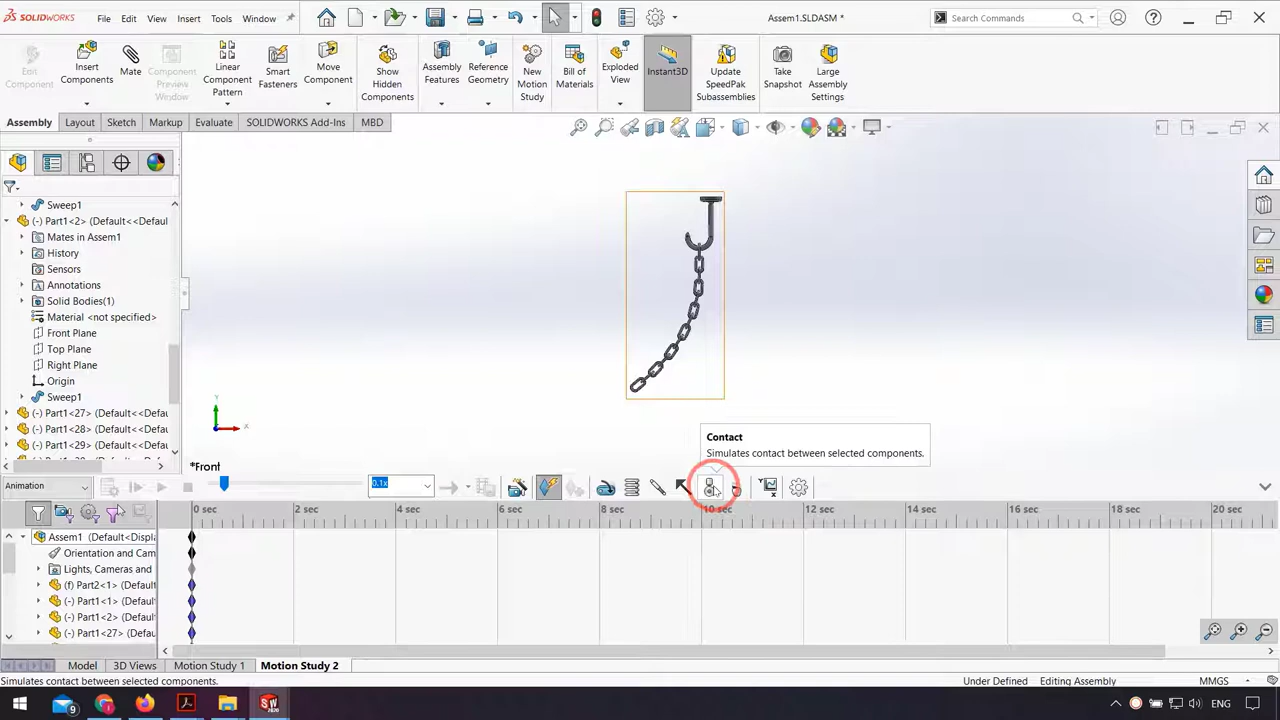 SOLIDWORKS
File Edit View Insert Tools Window
Assem1.SLDASM *
Search Commands
Edit Component
Insert Components
Mate
Component Preview Window
Linear Component Pattern
Smart Fasteners
Move Component
Show Hidden Components
Assembly Features
Reference Geometry
New Motion Study
Bill of Materials
Exploded View
Instant3D
Update SpeedPak Subassemblies
Take Snapshot
Large Assembly Settings
Assembly Layout Sketch Markup Evaluate SOLIDWORKS Add-Ins MBD
Sweep1
(-) Part1<2> (Default<<Defaul
Mates in Assem1
History
Sensors
Annotations
Solid Bodies(1)
Material <not specified>
Front Plane
Top Plane
Right Plane
Origin
Sweep1
(-) Part1<27> (Default<<Defau
(-) Part1<28> (Default<<Defau
(-) Part1<29> (Default<<Defau
Y
X
*Front
Contact
Simulates contact between selected components.
Animation
0.1x
0 sec 2 sec 4 sec 6 sec 8 sec 10 sec 12 sec 14 sec 16 sec 18 sec 20 sec
Assem1 (Default<Displ
Orientation and Cam
Lights, Cameras and
(f) Part2<1> (Default
(-) Part1<1> (Default
(-) Part1<2> (Default
(-) Part1<27> (Defau
Model 3D Views Motion Study 1 Motion Study 2
Simulates contact between selected components.
Under Defined Editing Assembly MMGS
9
SW
2020
ENG